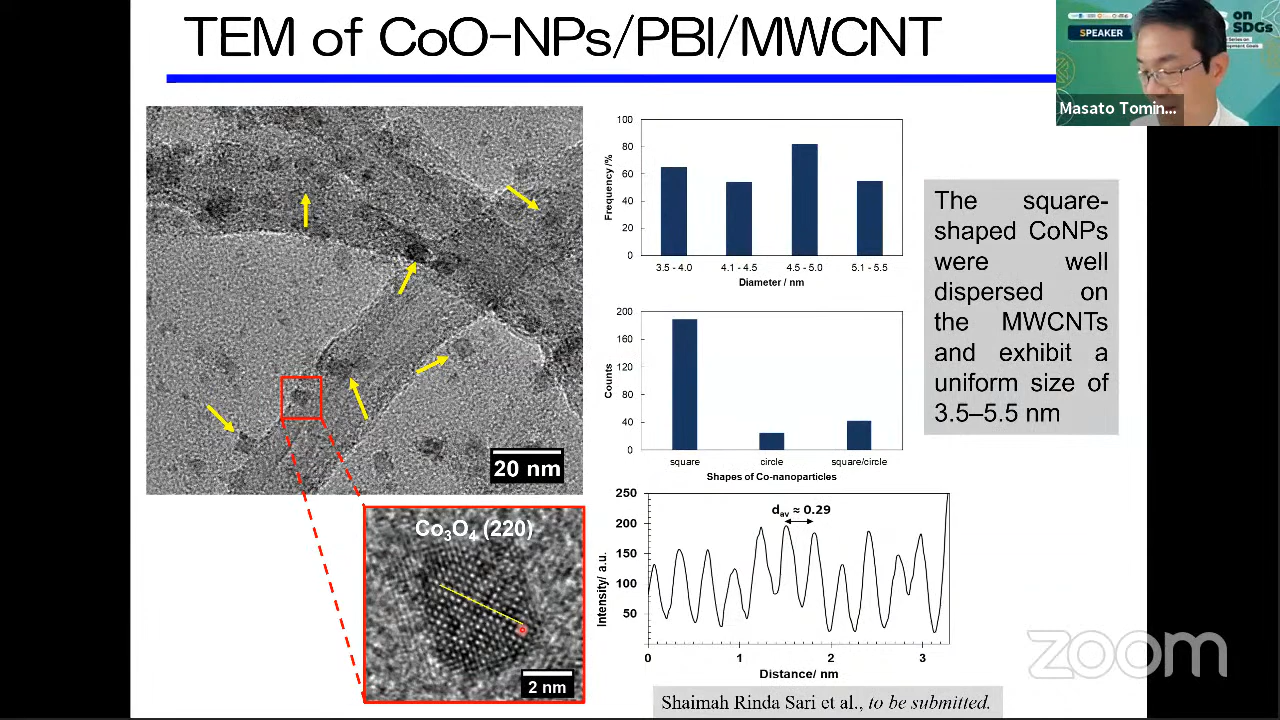 TEM of CoO-NPs/PBI/MWCNT
SPEAKER
on
SDGs
Masato Tomin...
20 nm
Co₃O₄ (220)
2 nm
100
80
60
40
20
0
Frequency /%
3.5 - 4.0 4.1 - 4.5 4.5 - 5.0 5.1 - 5.5
Diameter / nm
200
160
120
80
40
0
Counts
square circle square/circle
Shapes of Co-nanoparticles
250
200
150
100
50
Intensity/ a.u.
dₐᵥ ≈ 0.29
0 1 2 3
Distance/ nm
The square-
shaped CoNPs
were well
dispersed on
the MWCNTs
and exhibit a
uniform size of
3.5–5.5 nm
zoom
Shaimah Rinda Sari et al., to be submitted.